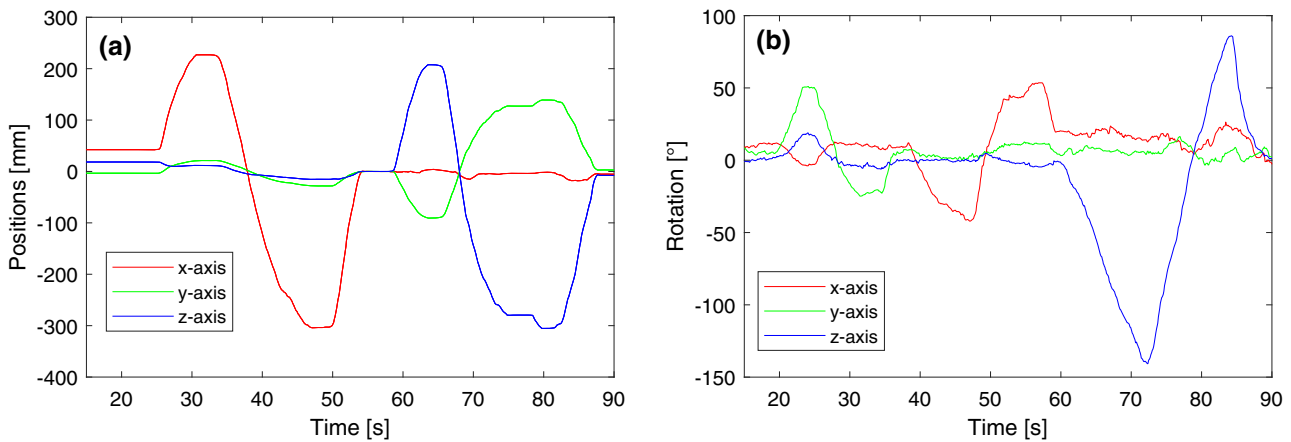 (a)
Positions [mm]
300
200
100
0
-100
-200
-300
-400
x-axis
y-axis
z-axis
20 30 40 50 60 70 80 90
Time [s]
(b)
Rotation [°]
100°
50°
0°
-50°
-100°
-150°
x-axis
y-axis
z-axis
20 30 40 50 60 70 80 90
Time [s]